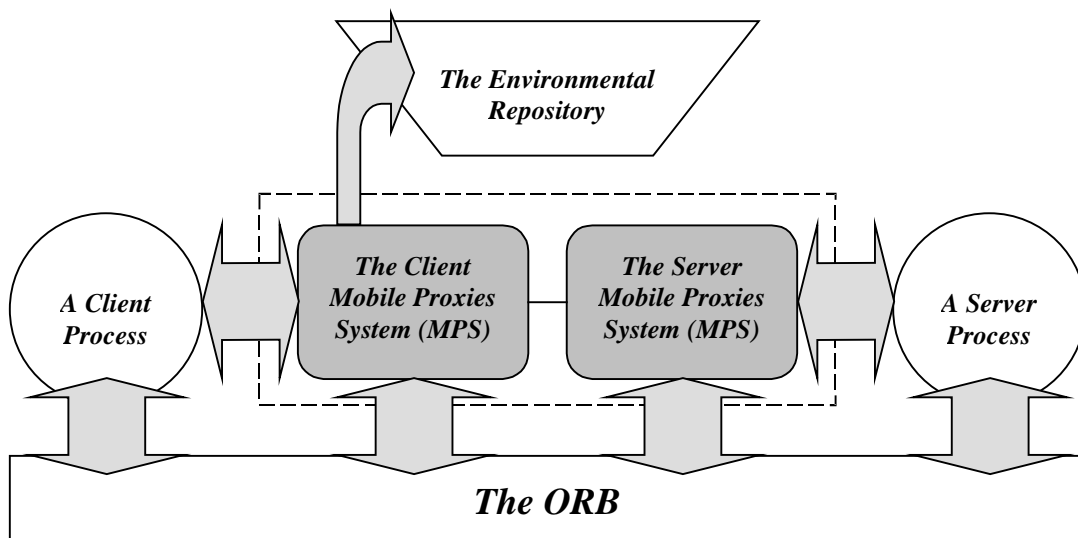 The Environmental
Repository
A Client
Process
The Client
Mobile Proxies
System (MPS)
The Server
Mobile Proxies
System (MPS)
A Server
Process
The ORB